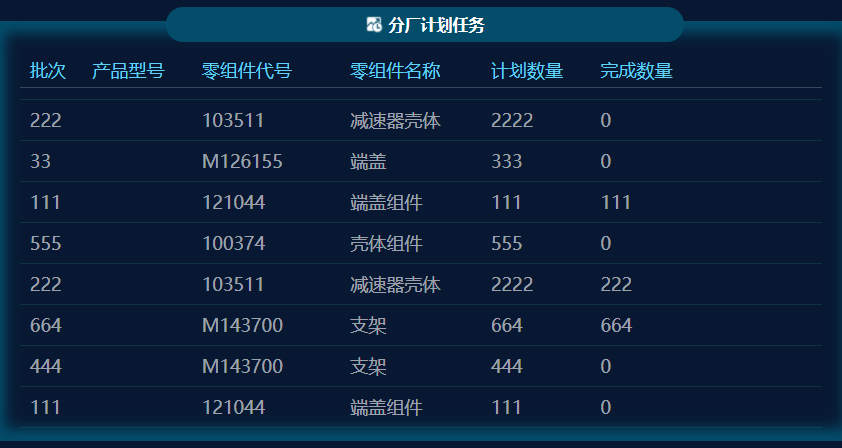 分厂计划任务
批次 产品型号 零组件代号 零组件名称 计划数量 完成数量
222 103511 减速器壳体 2222 0
33 M126155 端盖 333 0
111 121044 端盖组件 111 111
555 100374 壳体组件 555 0
222 103511 减速器壳体 2222 222
664 M143700 支架 664 664
444 M143700 支架 444 0
111 121044 端盖组件 111 0